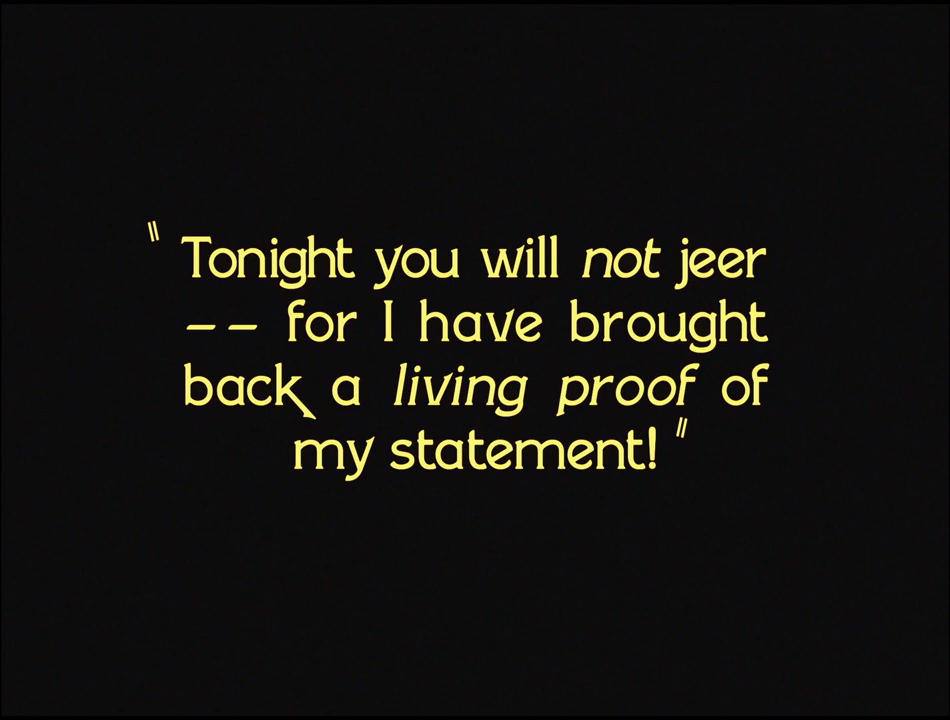 "Tonight you will not jeer
-- for I have brought
back a living proof of
my statement!"